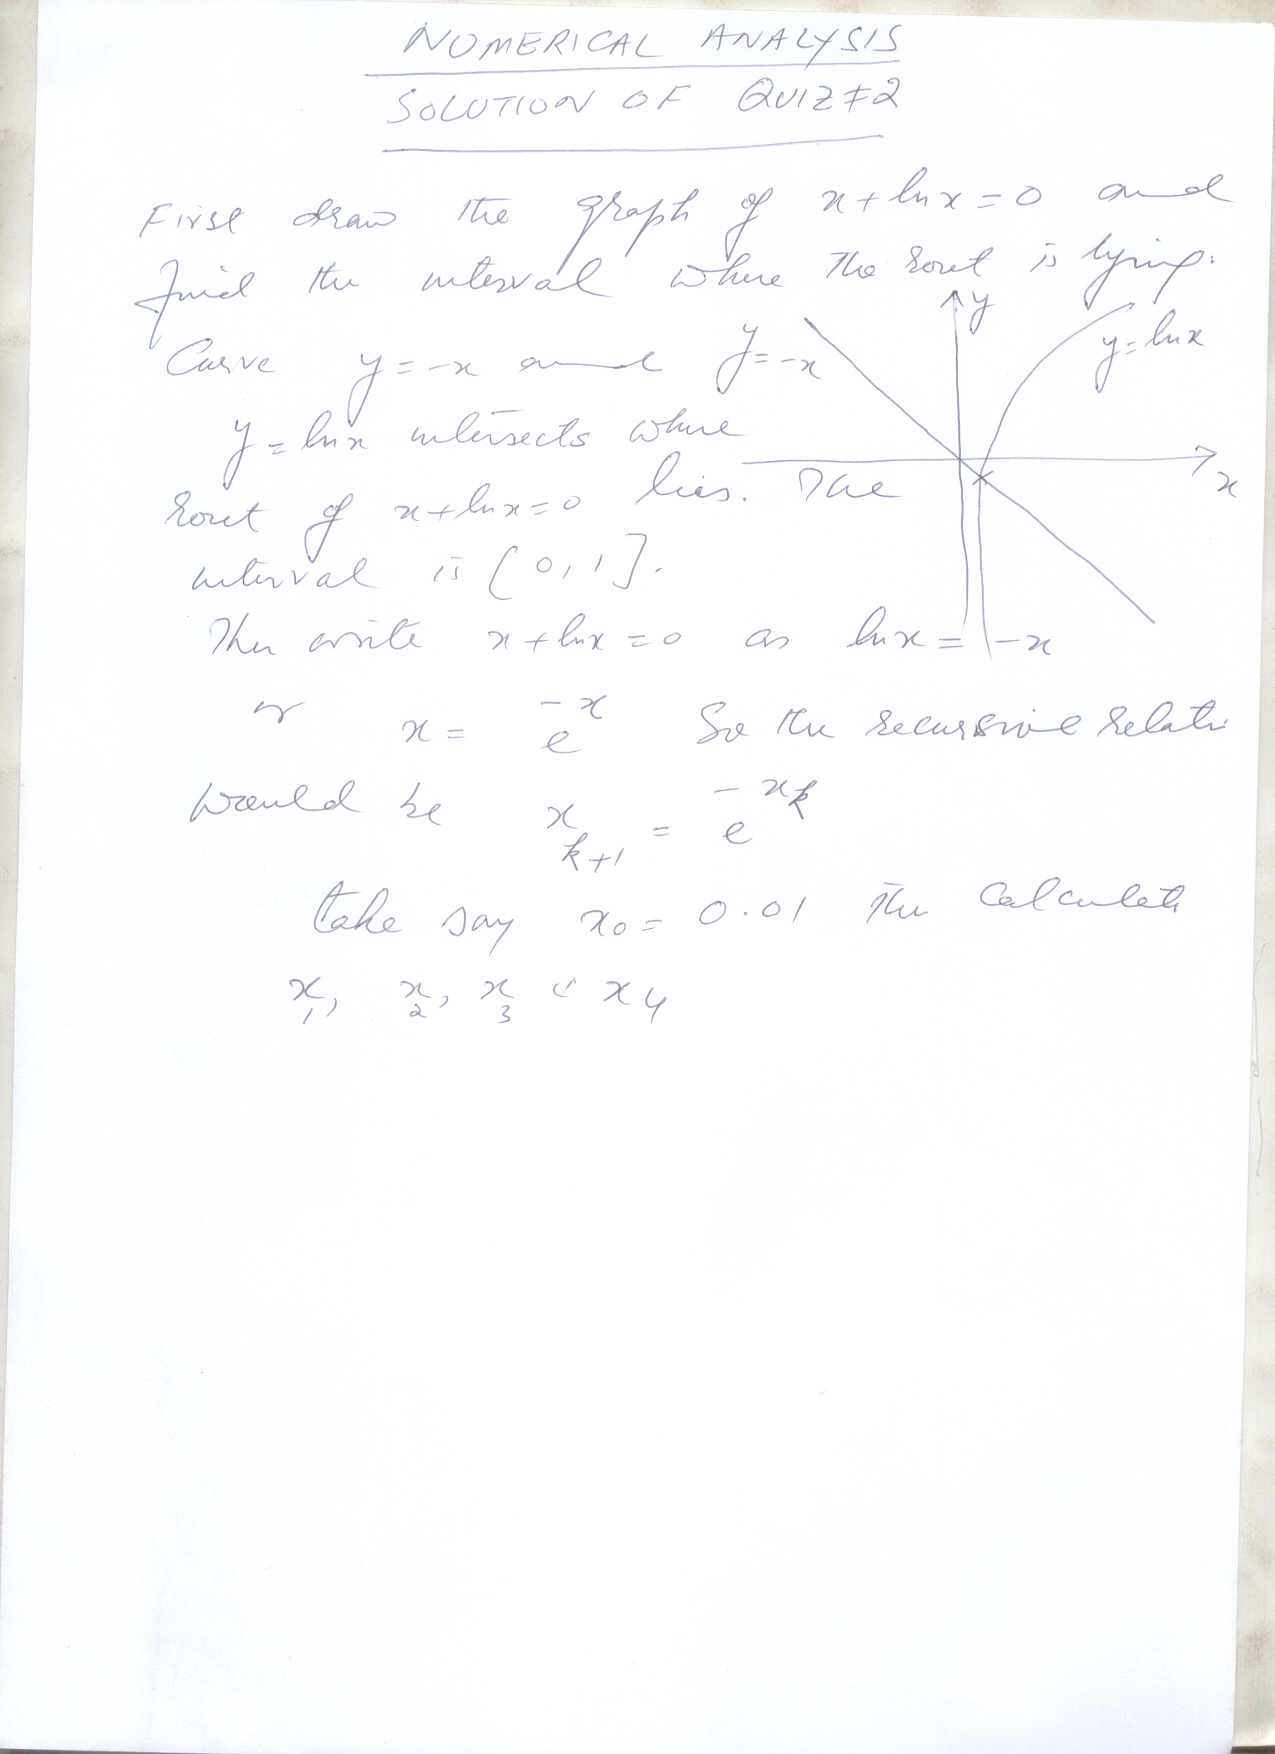 NUMERICAL ANALYSIS
SOLUTION OF QUIZ #2
First draw the graph of x + ln x = 0 and
find the interval where the root is lying.
Curve y = -x and
y = ln x intersects where
root of x + ln x = 0 lies. The
interval is (0, 1].
y
y = ln x
y = -x
x
Then write x + ln x = 0 as ln x = -x
or x = e^{-x} So the recursive relati
would be x_{k+1} = e^{-x_k}
take say x_0 = 0.01 then calculate
x_1, x_2, x_3 & x_4